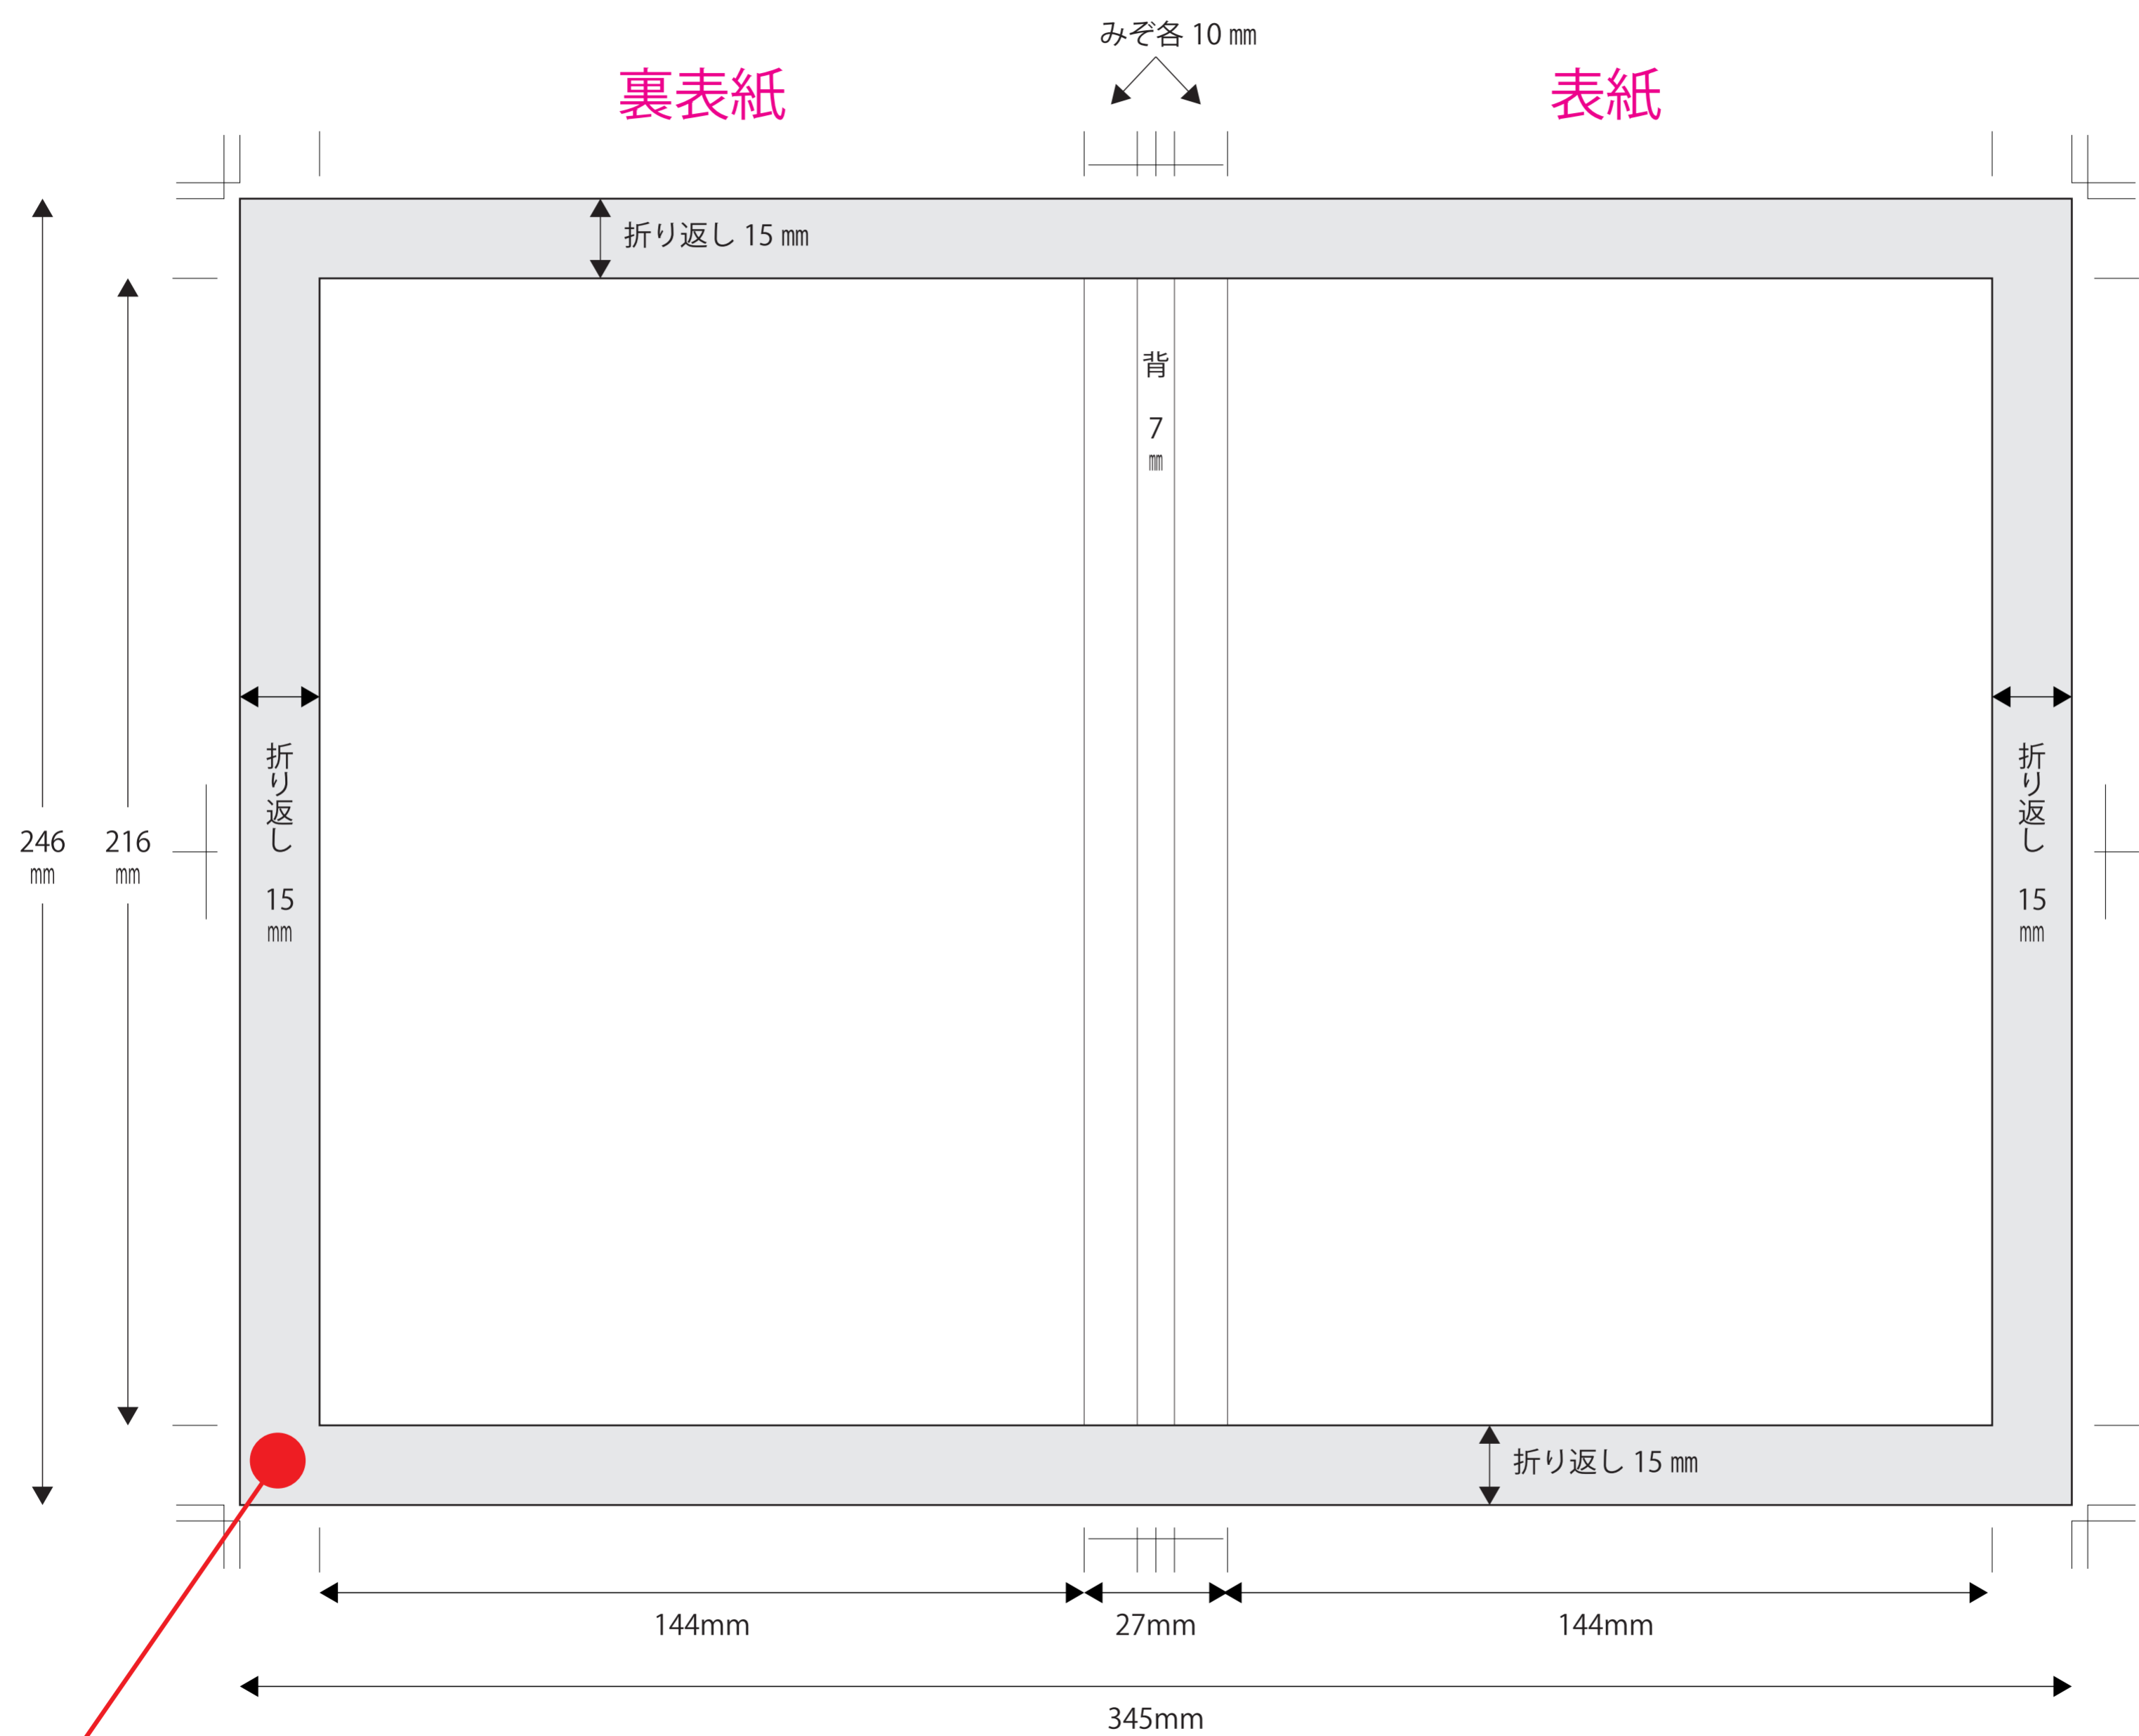 みぞ各 10 ㎜
裏表紙
表紙
折り返し 15 ㎜
背 7 ㎜
折り返し 15 ㎜
折り返し 15 ㎜
246 ㎜
216 ㎜
折り返し 15 ㎜
144mm
27mm
144mm
345mm